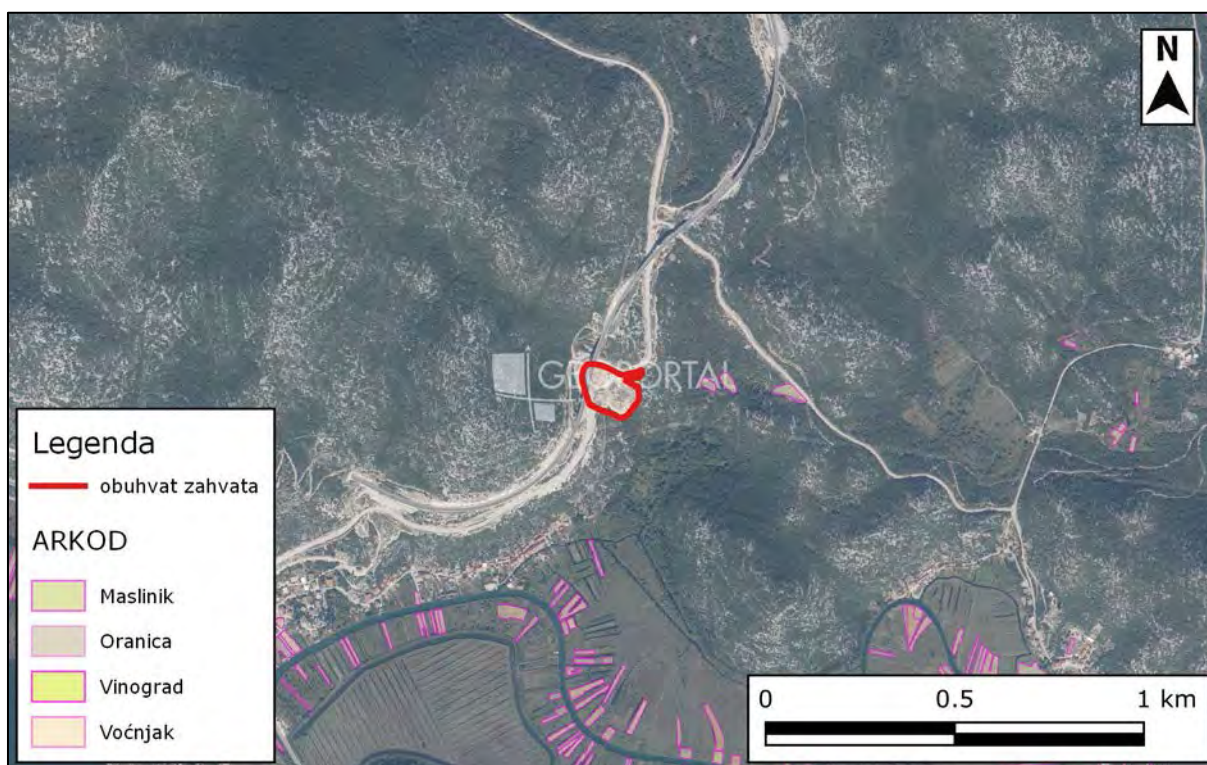 N
GEOPORTAL
Legenda
obuhvat zahvata
ARKOD
Maslinik
Oranica
Vinograd
Voćnjak
0 0.5 1 km